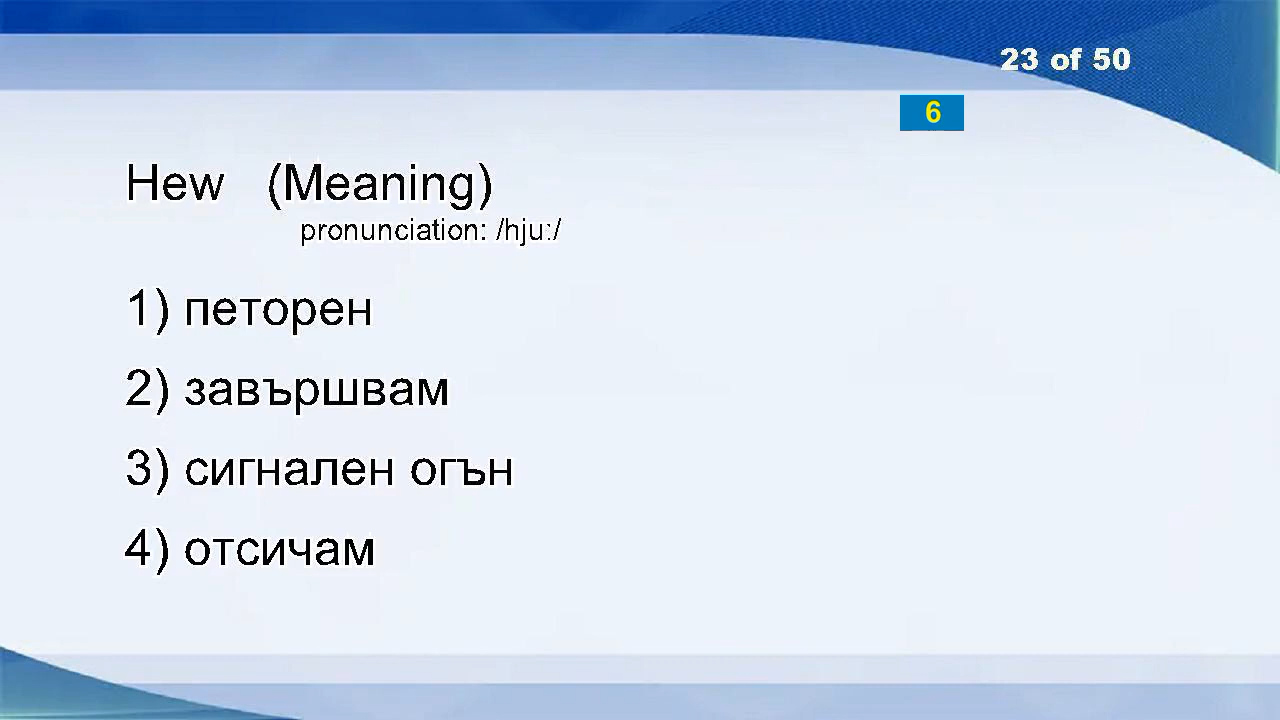 23 of 50
6
Hew (Meaning)
pronunciation: /hju:/
1) петорен
2) завършвам
3) сигнален огън
4) отсичам